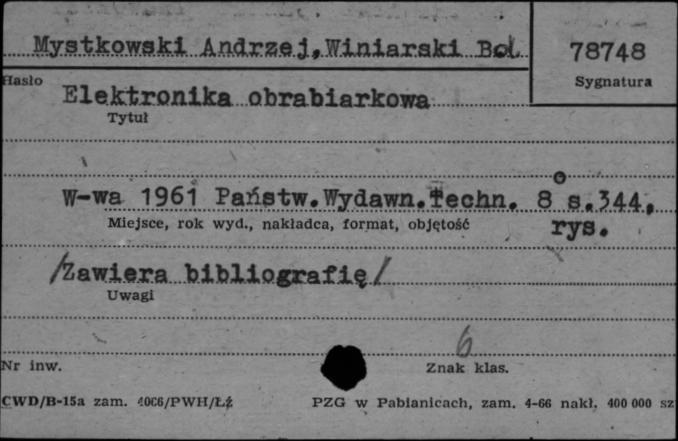 Mystkowski Andrzej, Winiarski Bol.
78748
Hasło
Sygnatura
Elektronika obrabiarkowa
Tytuł
W-wa 1961 Państw.Wydawn.Techn. 8° s.344,
Miejsce, rok wyd., nakładca, format, objętość
rys.
/Zawiera bibliografię/
Uwagi
6
Nr inw.
Znak klas.
CWD/B-15a zam. 4066/PWH/Łź
PZG w Pabianicach, zam. 4-66 nakł. 400 000 sz